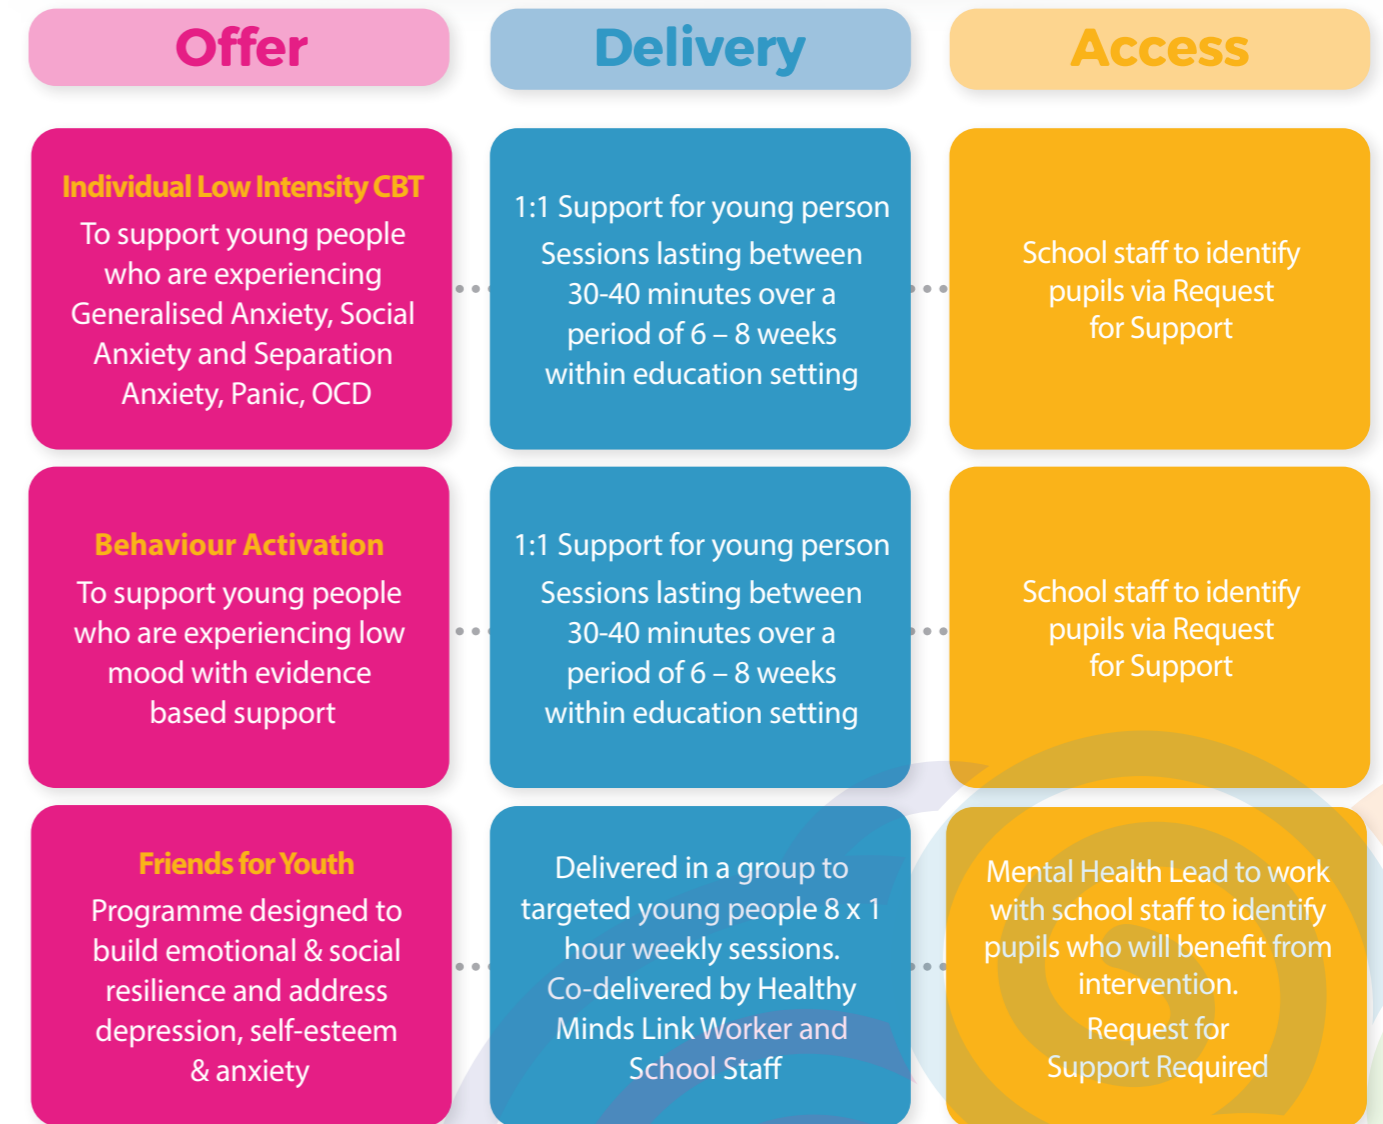 Offer
Delivery
Access
Individual Low Intensity CBT
To support young people
who are experiencing
Generalised Anxiety, Social
Anxiety and Separation
Anxiety, Panic, OCD
1:1 Support for young person
Sessions lasting between
30-40 minutes over a
period of 6 – 8 weeks
within education setting
School staff to identify
pupils via Request
for Support
Behaviour Activation
To support young people
who are experiencing low
mood with evidence
based support
1:1 Support for young person
Sessions lasting between
30-40 minutes over a
period of 6 – 8 weeks
within education setting
School staff to identify
pupils via Request
for Support
Friends for Youth
Programme designed to
build emotional & social
resilience and address
depression, self-esteem
& anxiety
Delivered in a group to
targeted young people 8 x 1
hour weekly sessions.
Co-delivered by Healthy
Minds Link Worker and
School Staff
Mental Health Lead to work
with school staff to identify
pupils who will benefit from
intervention.
Request for
Support Required